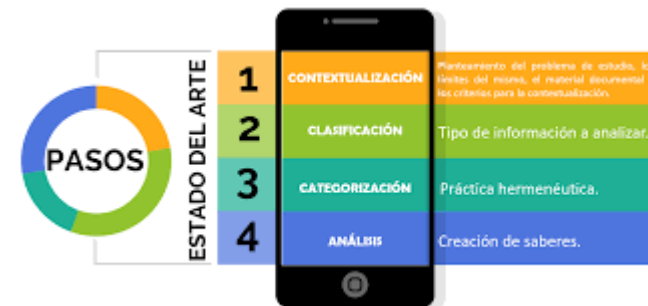 PASOS
ESTADO DEL ARTE
1
CONTEXTUALIZACIÓN
Planteamiento del problema de estudio, lo
límites del mismo, el material documental
los criterios para la contextualización.
2
CLASIFICACIÓN
Tipo de información a analizar.
3
CATEGORIZACIÓN
Práctica hermenéutica.
4
ANÁLISIS
Creación de saberes.